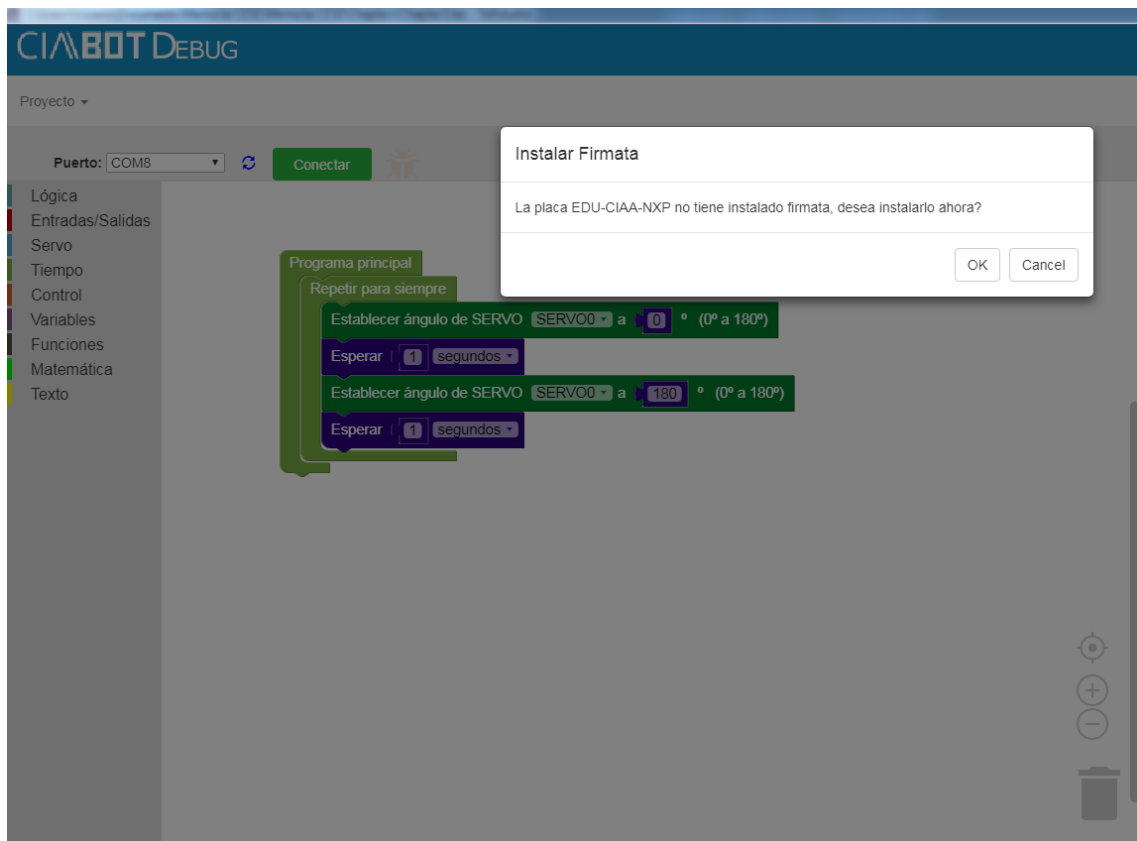 CIAABOT DEBUG
Proyecto
Puerto: COM8 Conectar
Instalar Firmata
La placa EDU-CIAA-NXP no tiene instalado firmata, desea instalarlo ahora?
OK Cancel
Lógica
Entradas/Salidas
Servo
Tiempo
Control
Variables
Funciones
Matemática
Texto
Programa principal
Repetir para siempre
Establecer ángulo de SERVO SERVO0 a 0 º (0º a 180º)
Esperar 1 segundos
Establecer ángulo de SERVO SERVO0 a 180 º (0º a 180º)
Esperar 1 segundos